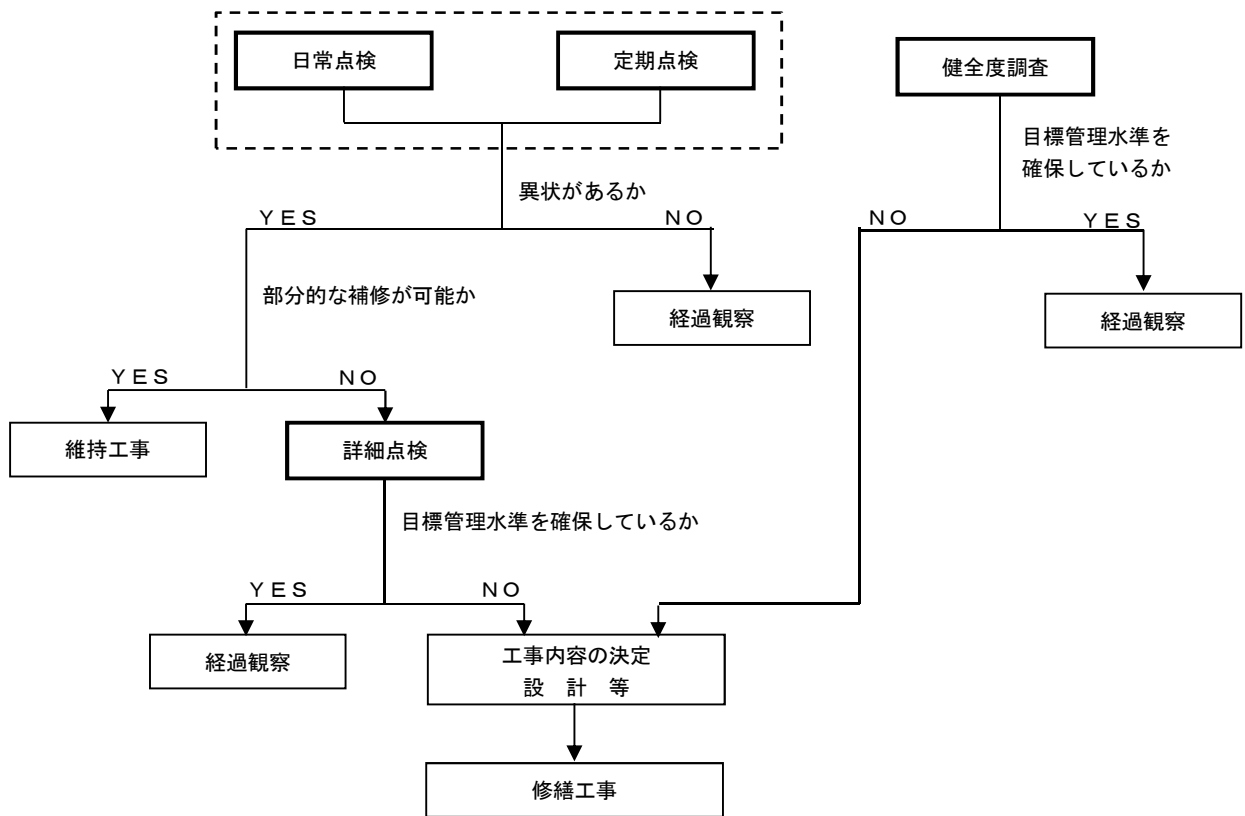 日常点検
定期点検
健全度調査
目標管理水準を
確保しているか
異状があるか
ＹＥＳ
ＮＯ
ＮＯ
ＹＥＳ
部分的な補修が可能か
経過観察
経過観察
ＹＥＳ
ＮＯ
維持工事
詳細点検
目標管理水準を確保しているか
ＹＥＳ
ＮＯ
経過観察
工事内容の決定
設　計　等
修繕工事